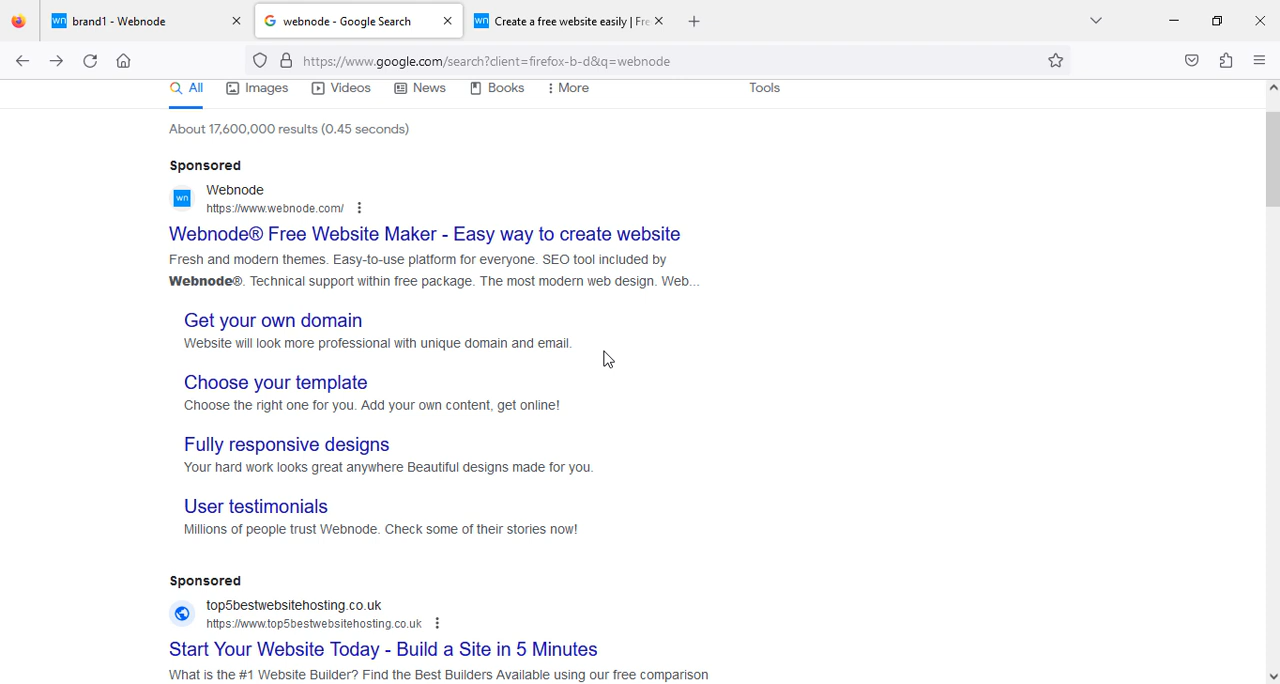 wn brand1 - Webnode
webnode - Google Search
wn Create a free website easily | Fre
https://www.google.com/search?client=firefox-b-d&q=webnode
All Images Videos News Books More Tools
About 17,600,000 results (0.45 seconds)
Sponsored
wn
Webnode
https://www.webnode.com/
Webnode® Free Website Maker - Easy way to create website
Fresh and modern themes. Easy-to-use platform for everyone. SEO tool included by
Webnode®. Technical support within free package. The most modern web design. Web...
Get your own domain
Website will look more professional with unique domain and email.
Choose your template
Choose the right one for you. Add your own content, get online!
Fully responsive designs
Your hard work looks great anywhere Beautiful designs made for you.
User testimonials
Millions of people trust Webnode. Check some of their stories now!
Sponsored
top5bestwebsitehosting.co.uk
https://www.top5bestwebsitehosting.co.uk
Start Your Website Today - Build a Site in 5 Minutes
What is the #1 Website Builder? Find the Best Builders Available using our free comparison